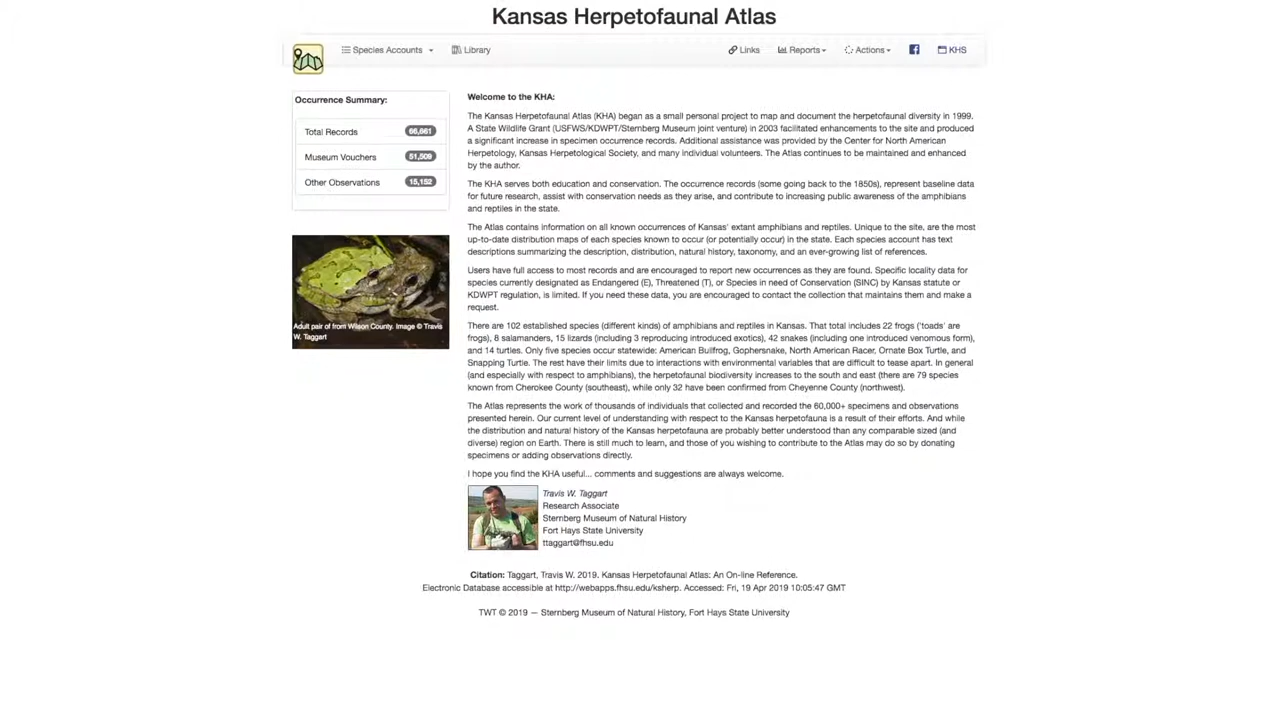 Kansas Herpetofaunal Atlas
Species Accounts
Library
Links
Reports
Actions
KHS
Occurrence Summary:
Total Records 66,661
Museum Vouchers 51,509
Other Observations 15,152
Adult pair of from Wilson County. Image © Travis
W. Taggart
Welcome to the KHA:
The Kansas Herpetofaunal Atlas (KHA) began as a small personal project to map and document the herpetofaunal diversity in 1999.
A State Wildlife Grant (USFWS/KDWPT/Sternberg Museum joint venture) in 2003 facilitated enhancements to the site and produced
a significant increase in specimen occurrence records. Additional assistance was provided by the Center for North American
Herpetology, Kansas Herpetological Society, and many individual volunteers. The Atlas continues to be maintained and enhanced
by the author.
The KHA serves both education and conservation. The occurrence records (some going back to the 1850s), represent baseline data
for future research, assist with conservation needs as they arise, and contribute to increasing public awareness of the amphibians
and reptiles in the state.
The Atlas contains information on all known occurrences of Kansas' extant amphibians and reptiles. Unique to the site, are the most
up-to-date distribution maps of each species known to occur (or potentially occur) in the state. Each species account has text
descriptions summarizing the description, distribution, natural history, taxonomy, and an ever-growing list of references.
Users have full access to most records and are encouraged to report new occurrences as they are found. Specific locality data for
species currently designated as Endangered (E), Threatened (T), or Species in need of Conservation (SINC) by Kansas statute or
KDWPT regulation, is limited. If you need these data, you are encouraged to contact the collection that maintains them and make a
request.
There are 102 established species (different kinds) of amphibians and reptiles in Kansas. That total includes 22 frogs ('toads' are
frogs), 8 salamanders, 15 lizards (including 3 reproducing introduced exotics), 42 snakes (including one introduced venomous form),
and 14 turtles. Only five species occur statewide: American Bullfrog, Gophersnake, North American Racer, Ornate Box Turtle, and
Snapping Turtle. The rest have their limits due to interactions with environmental variables that are difficult to tease apart. In general
(and especially with respect to amphibians), the herpetofaunal biodiversity increases to the south and east (there are 79 species
known from Cherokee County (southeast), while only 32 have been confirmed from Cheyenne County (northwest).
The Atlas represents the work of thousands of individuals that collected and recorded the 60,000+ specimens and observations
presented herein. Our current level of understanding with respect to the Kansas herpetofauna is a result of their efforts. And while
the distribution and natural history of the Kansas herpetofauna are probably better understood than any comparable sized (and
diverse) region on Earth. There is still much to learn, and those of you wishing to contribute to the Atlas may do so by donating
specimens or adding observations directly.
I hope you find the KHA useful... comments and suggestions are always welcome.
Travis W. Taggart
Research Associate
Sternberg Museum of Natural History
Fort Hays State University
ttaggart@fhsu.edu
Citation: Taggart, Travis W. 2019. Kansas Herpetofaunal Atlas: An On-line Reference.
Electronic Database accessible at http://webapps.fhsu.edu/ksherp. Accessed: Fri, 19 Apr 2019 10:05:47 GMT
TWT © 2019 — Sternberg Museum of Natural History, Fort Hays State University